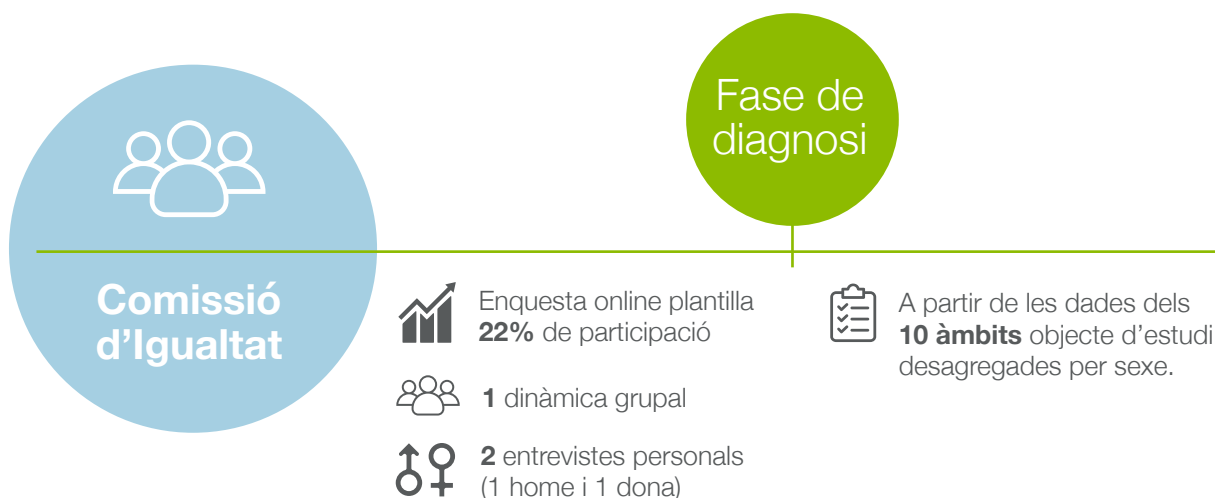 Fase de
diagnosi
Comissió
d’Igualtat
Enquesta online plantilla
22% de participació
1 dinàmica grupal
2 entrevistes personals
(1 home i 1 dona)
A partir de les dades dels
10 àmbits objecte d’estudi
desagregades per sexe.